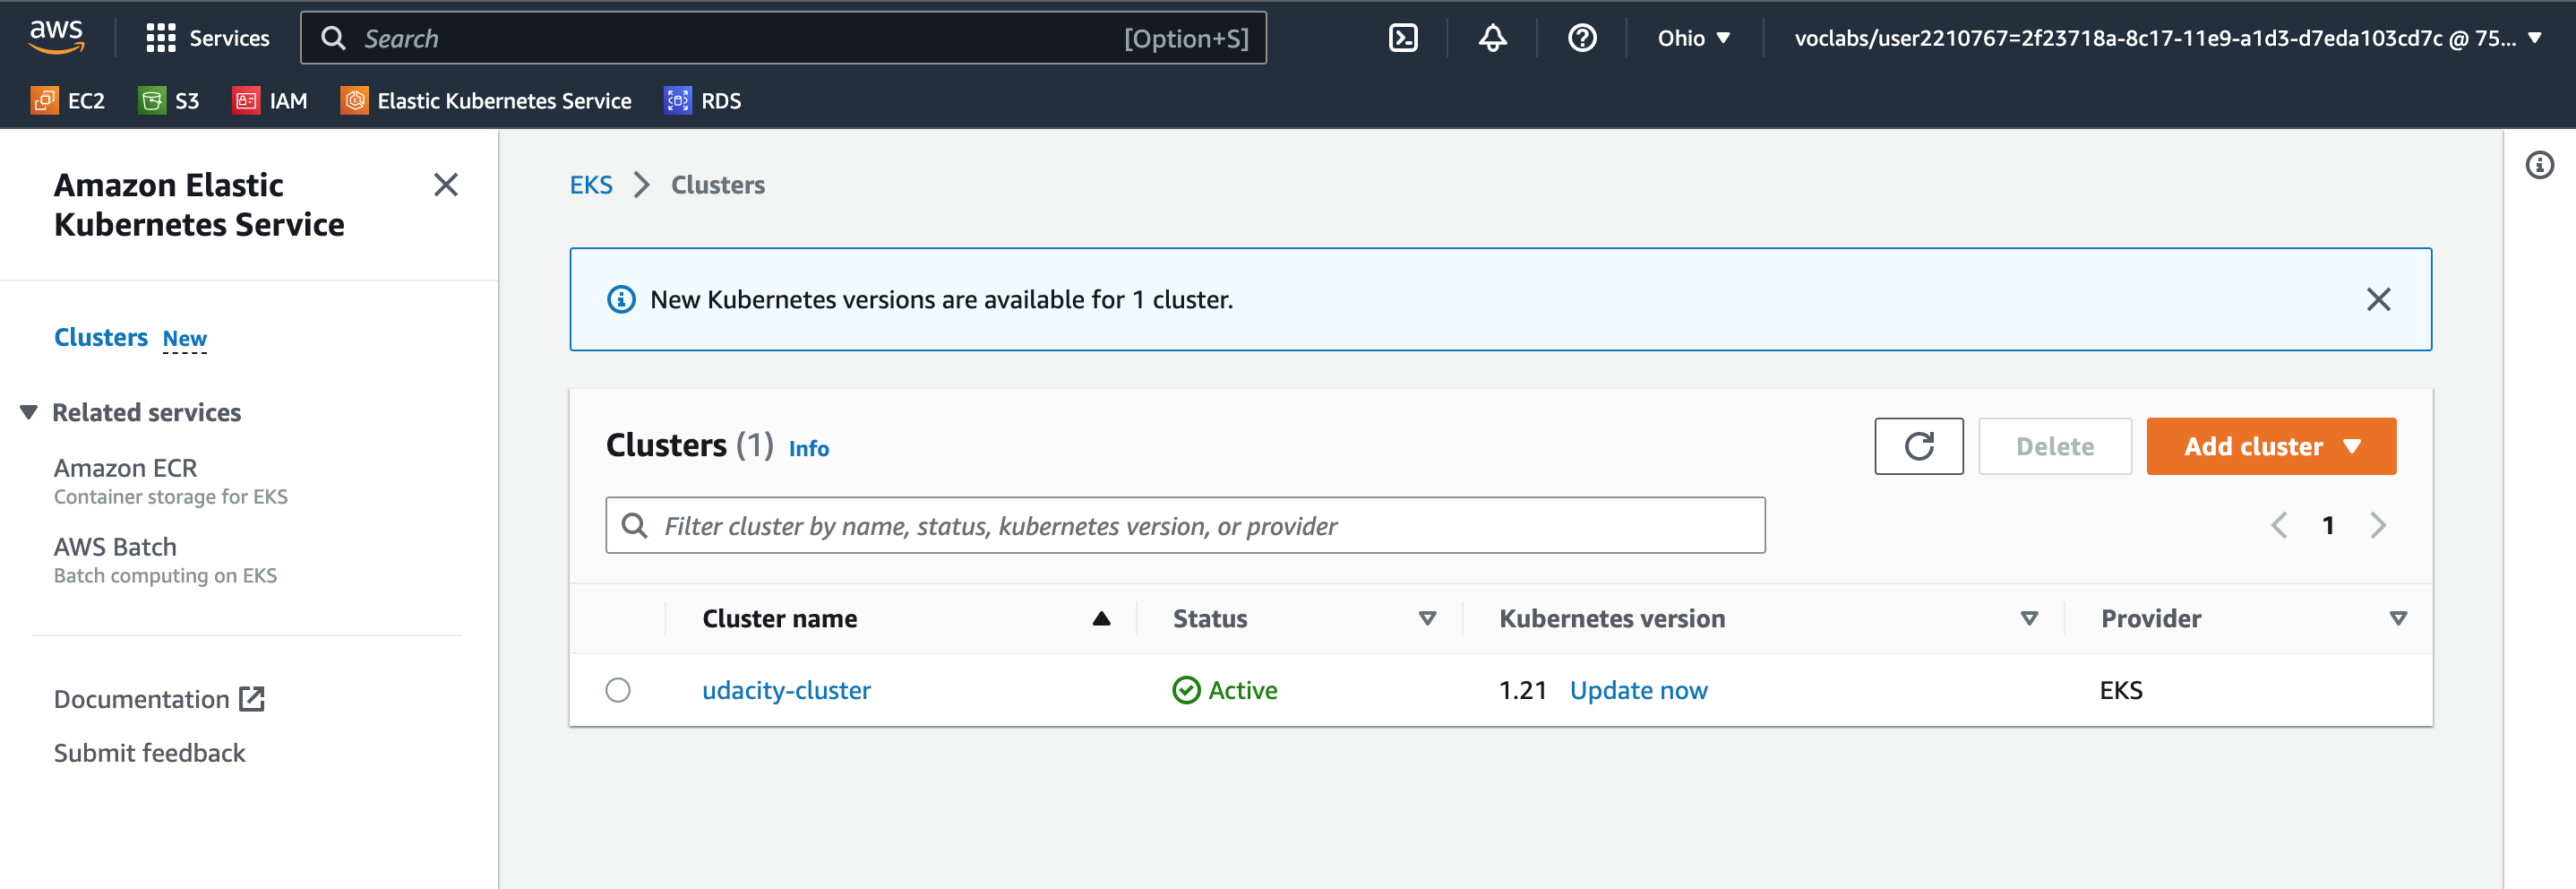 aws
Services
Search
[Option+S]
Ohio
voclabs/user2210767=2f23718a-8c17-11e9-a1d3-d7eda103cd7c @ 75...
EC2
S3
IAM
Elastic Kubernetes Service
RDS
Amazon Elastic
Kubernetes Service
Clusters New
Related services
Amazon ECR
Container storage for EKS
AWS Batch
Batch computing on EKS
Documentation
Submit feedback
EKS
Clusters
New Kubernetes versions are available for 1 cluster.
Clusters (1) Info
Delete
Add cluster
Filter cluster by name, status, kubernetes version, or provider
1
Cluster name
Status
Kubernetes version
Provider
udacity-cluster
Active
1.21 Update now
EKS